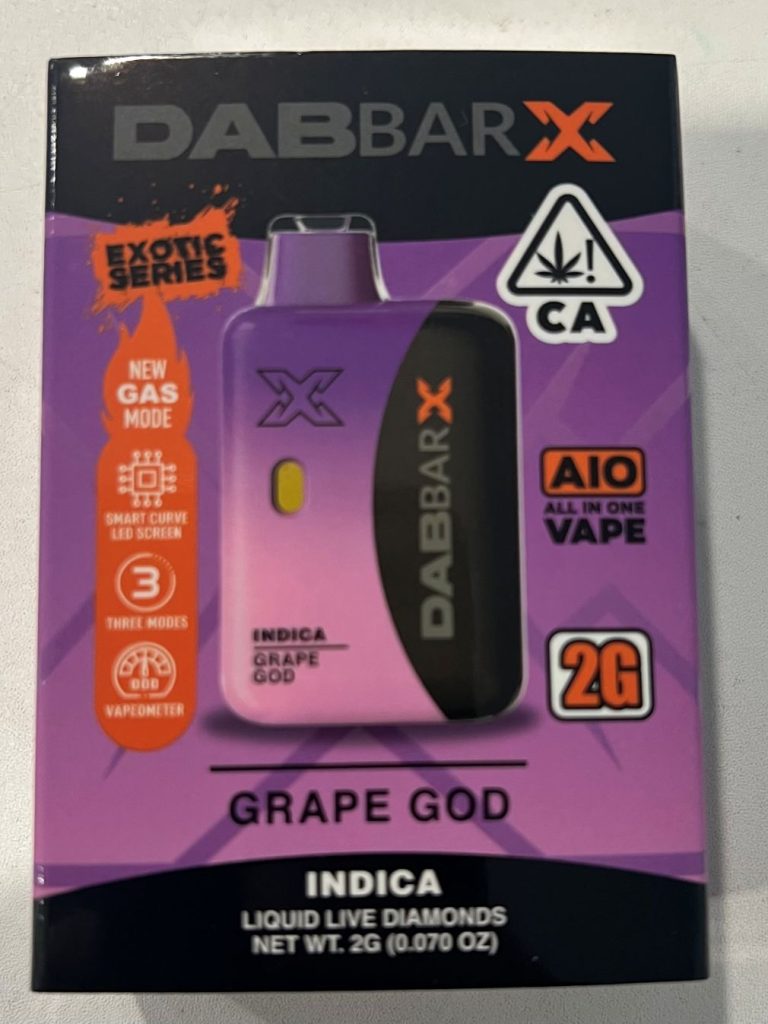 DABBARX
EXOTIC
SERIES
CA
NEW
GAS
MODE
SMART CURVE
LED SCREEN
3
THREE MODES
000
VAPEOMETER
X
DABBARX
INDICA
GRAPE
GOD
AIO
ALL IN ONE
VAPE
2G
GRAPE GOD
INDICA
LIQUID LIVE DIAMONDS
NET WT. 2G (0.070 OZ)